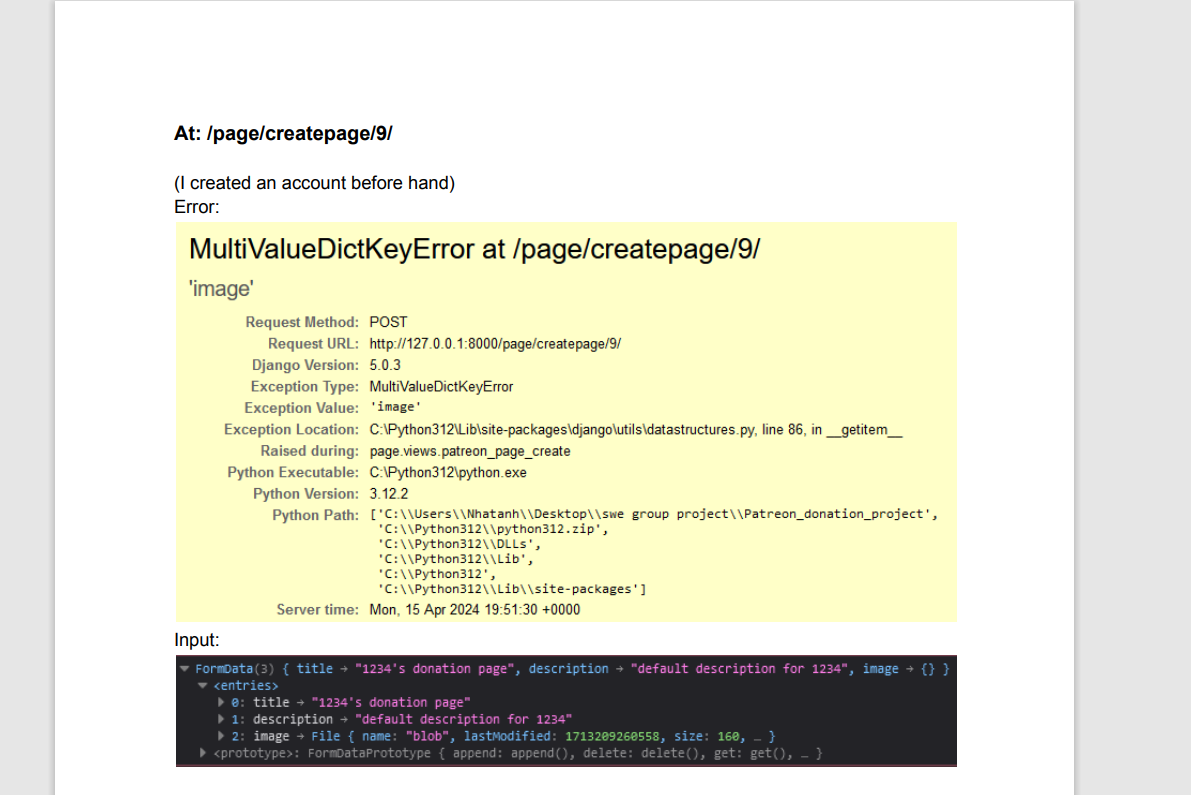 At: /page/createpage/9/
(I created an account before hand)
Error:
MultiValueDictKeyError at /page/createpage/9/
'image'
Request Method: POST
Request URL: http://127.0.0.1:8000/page/createpage/9/
Django Version: 5.0.3
Exception Type: MultiValueDictKeyError
Exception Value: 'image'
Exception Location: C:\Python312\Lib\site-packages\django\utils\datastructures.py, line 86, in __getitem__
Raised during: page.views.patreon_page_create
Python Executable: C:\Python312\python.exe
Python Version: 3.12.2
Python Path: ['C:\\Users\\Nhatanh\\Desktop\\swe group project\\Patreon_donation_project',
'C:\\Python312\\python312.zip',
'C:\\Python312\\DLLs',
'C:\\Python312\\Lib',
'C:\\Python312',
'C:\\Python312\\Lib\\site-packages']
Server time: Mon, 15 Apr 2024 19:51:30 +0000
Input:
▼ FormData(3) { title → "1234's donation page", description → "default description for 1234", image → {} }
▼ <entries>
▶ 0: title → "1234's donation page"
▶ 1: description → "default description for 1234"
▶ 2: image → File { name: "blob", lastModified: 1713209260558, size: 160, … }
▶ <prototype>: FormDataPrototype { append: append(), delete: delete(), get: get(), … }